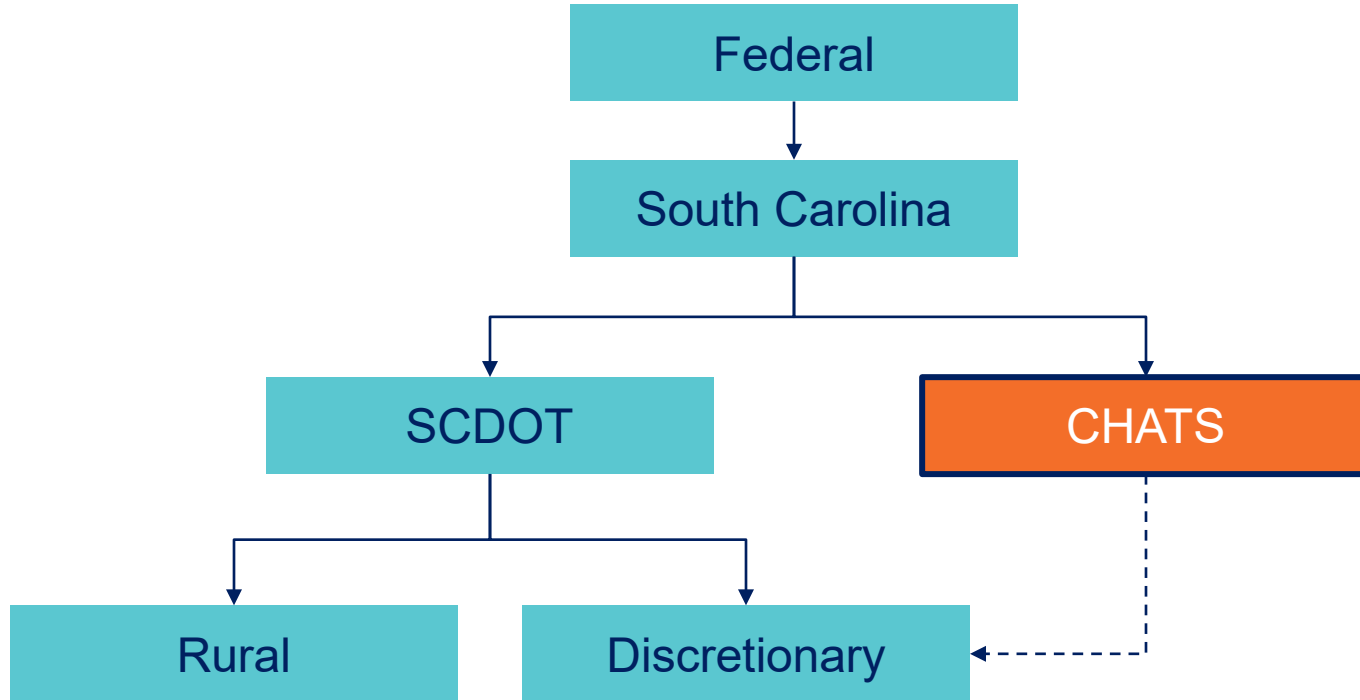 Federal
South Carolina
SCDOT
CHATS
Rural
Discretionary